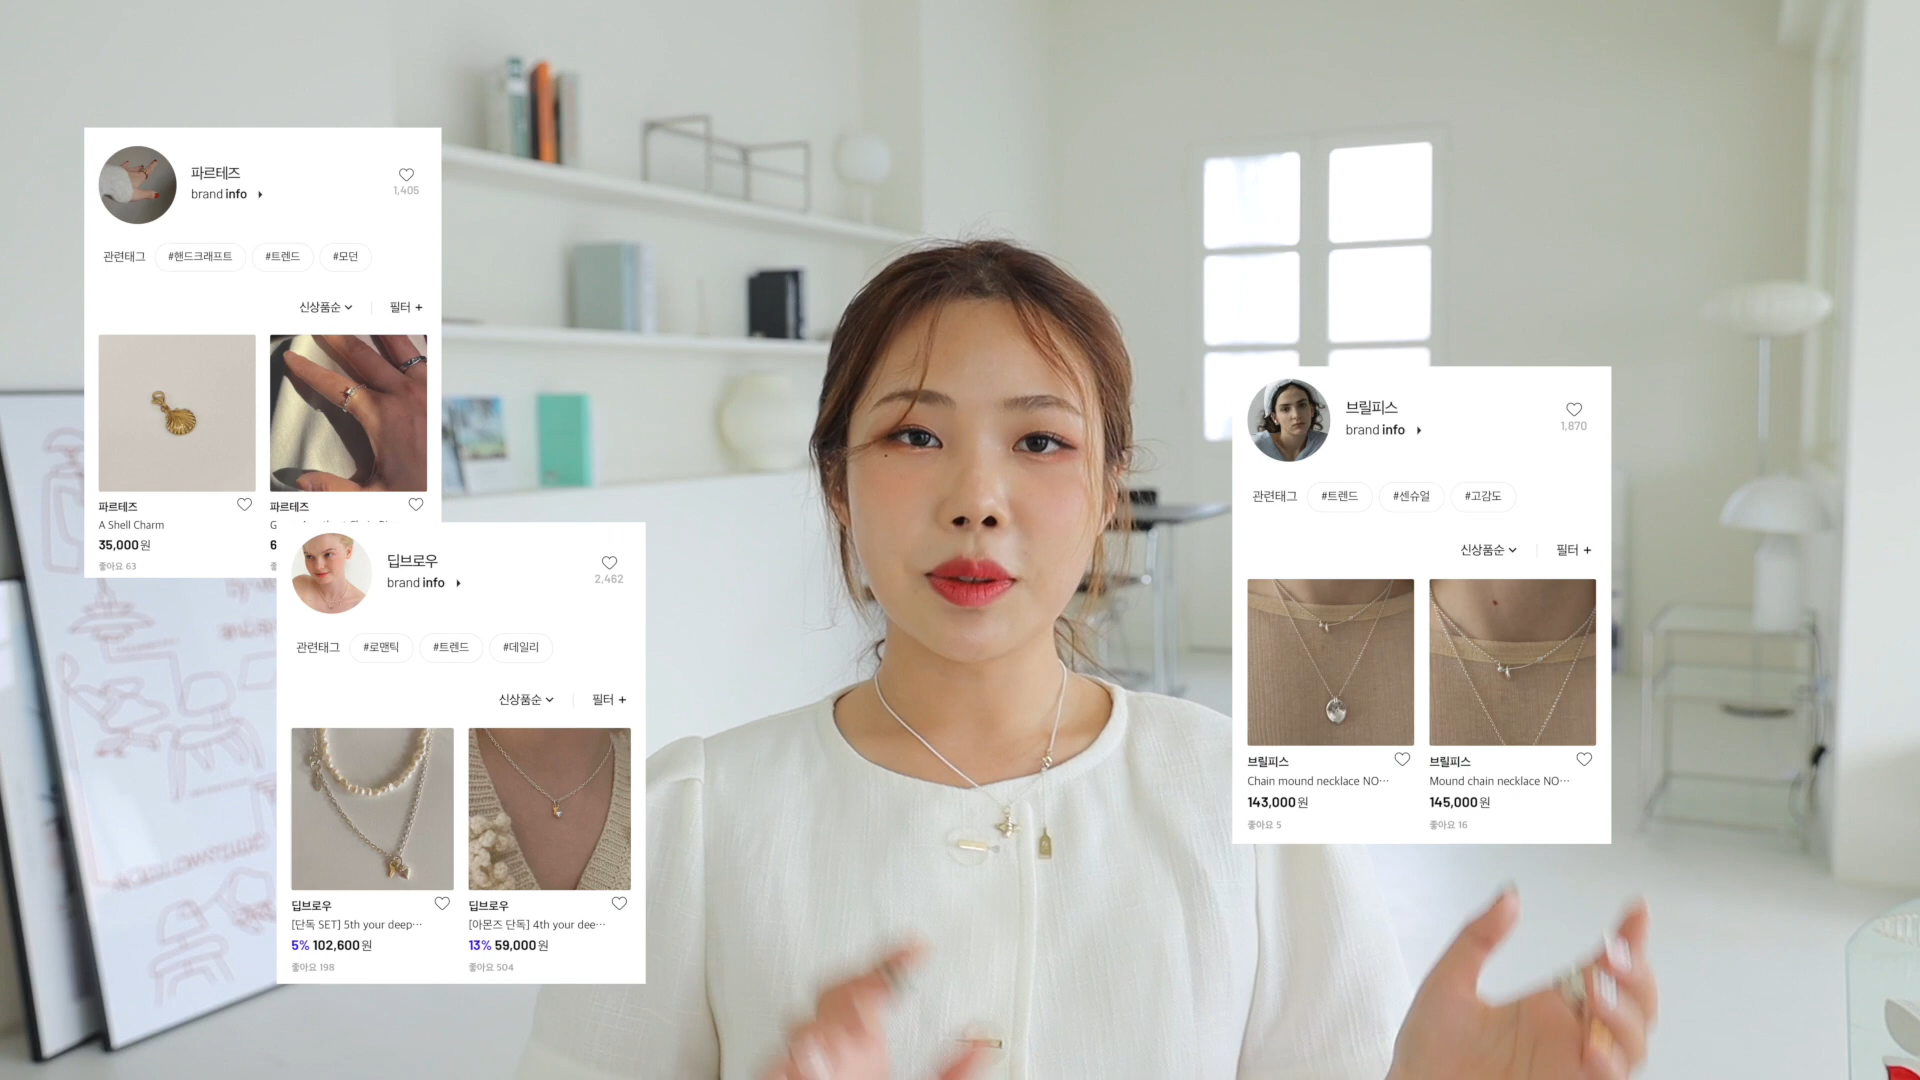 파르테즈
brand info
1,405
관련태그 #핸드크래프트 #트렌드 #모던
신상품순 필터 +
파르테즈
A Shell Charm
35,000원
좋아요 63
파르테즈
딥브로우
brand info
2,462
관련태그 #로맨틱 #트렌드 #데일리
신상품순 필터 +
딥브로우
[단독 SET] 5th your deep…
5% 102,600원
좋아요 198
딥브로우
[아몬즈 단독] 4th your dee…
13% 59,000원
좋아요 504
브릴피스
brand info
1,870
관련태그 #트렌드 #센슈얼 #고감도
신상품순 필터 +
브릴피스
Chain mound necklace NO…
143,000원
좋아요 5
브릴피스
Mound chain necklace NO…
145,000원
좋아요 16